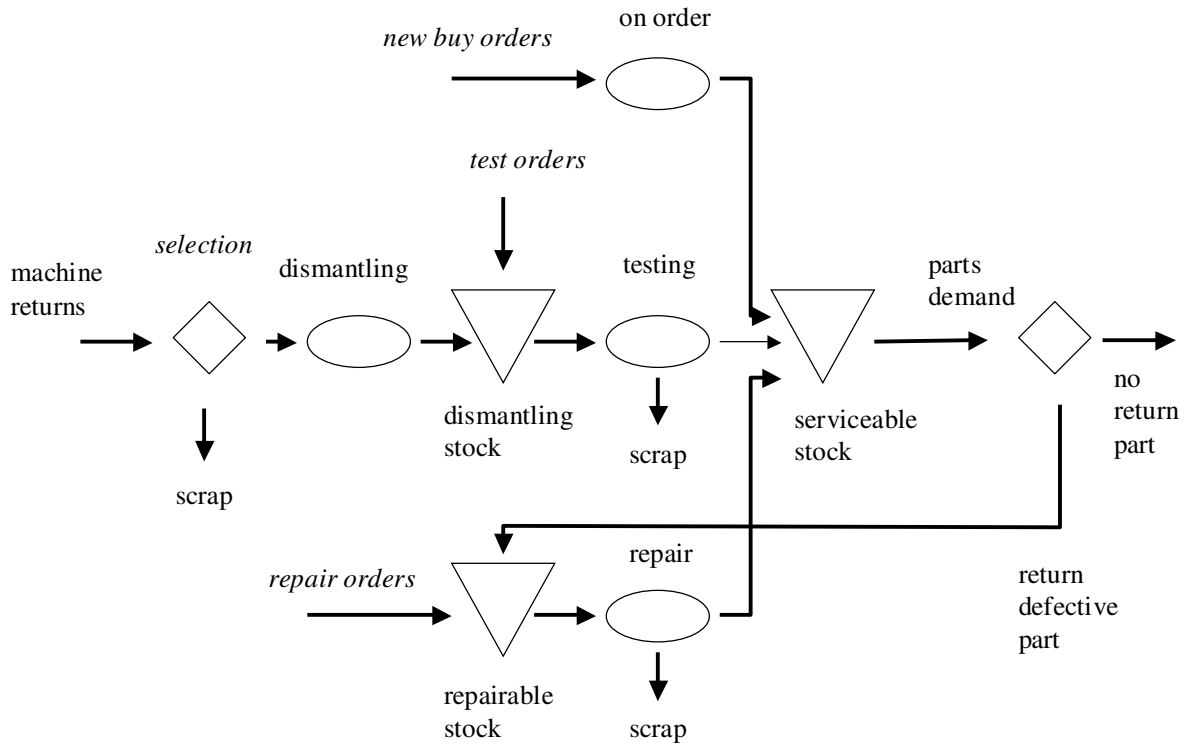 on order
new buy orders
test orders
selection
machine
returns
dismantling
testing
parts
demand
dismantling
stock
scrap
scrap
serviceable
stock
no
return
part
repair orders
repair
repairable
stock
scrap
return
defective
part